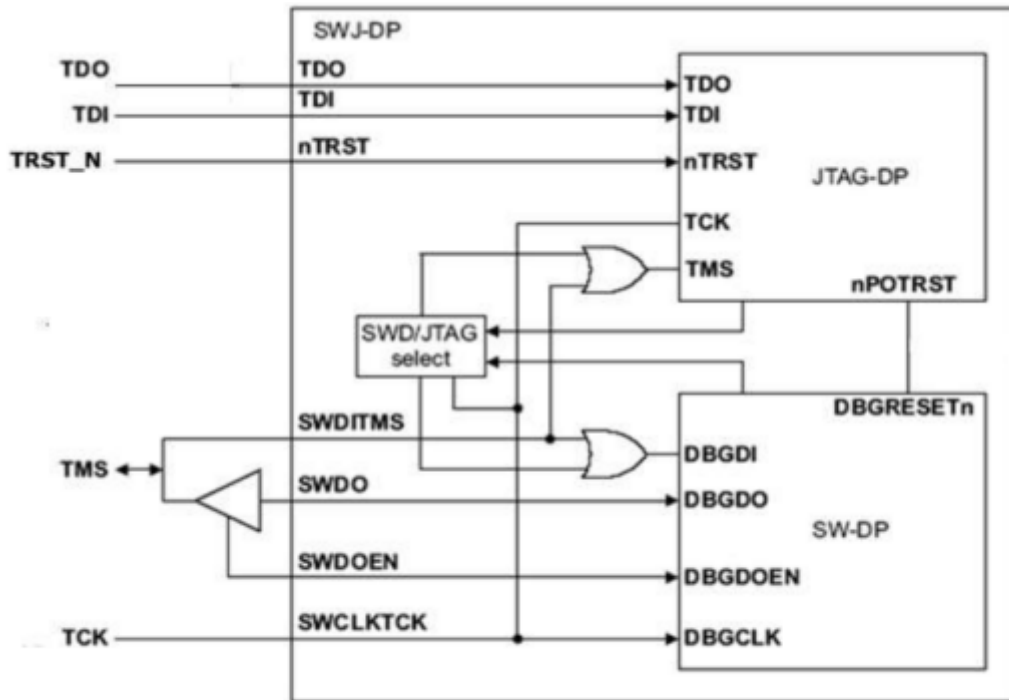 SWJ-DP
TDO
TDO
TDO
TDI
TDI
TDI
TRST_N
nTRST
nTRST
JTAG-DP
TCK
TMS
nPOTRST
SWD/JTAG
select
DBGRESETn
SWDITMS
DBGDI
TMS
SWDO
DBGDO
SW-DP
SWDOEN
DBGDOEN
TCK
SWCLKTCK
DBGCLK